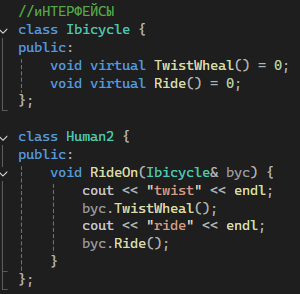 //иНТЕРФЕЙСЫ
class Ibicycle {
public:
    void virtual TwistWheal() = 0;
    void virtual Ride() = 0;
};

class Human2 {
public:
    void RideOn(Ibicycle& byc) {
        cout << "twist" << endl;
        byc.TwistWheal();
        cout << "ride" << endl;
        byc.Ride();
    }
};